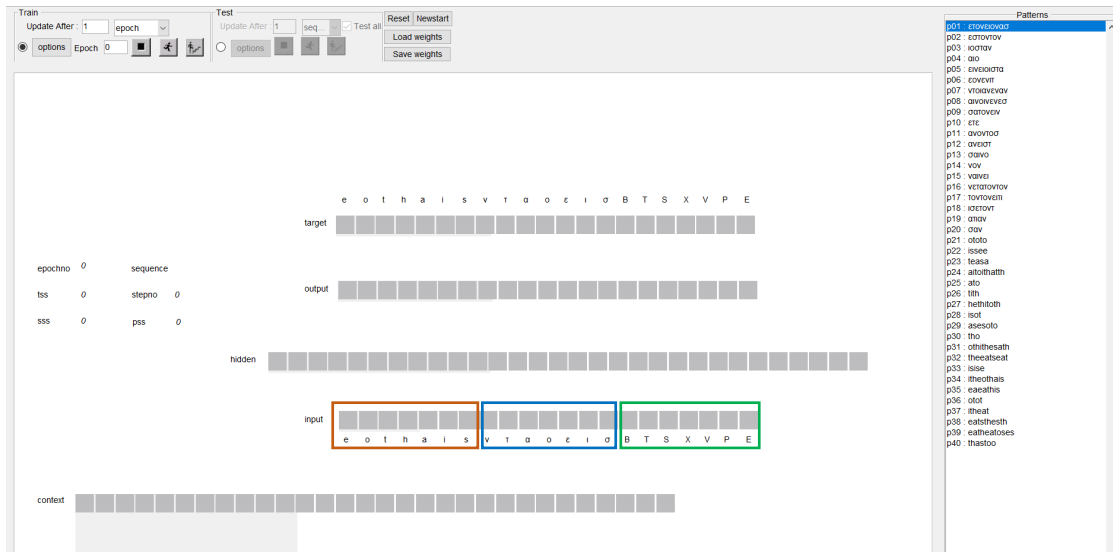 Train
Update After : 1 epoch
options Epoch 0
Test
Update After : 1 seq... Test all
options
Reset Newstart
Load weights
Save weights
Patterns
p01 : ετονειονασ
p02 : εστοντον
p03 : ιοσταν
p04 : αιο
p05 : εινειοιστα
p06 : εονενιτ
p07 : ντοιανεναν
p08 : αινοινενεσ
p09 : σατονειν
p10 : ετε
p11 : ανοντοσ
p12 : ανειστ
p13 : σαινο
p14 : νον
p15 : ναινει
p16 : νετατοντον
p17 : τοντονειτι
p18 : ισετοντ
p19 : απαν
p20 : σαν
p21 : ototo
p22 : issee
p23 : teasa
p24 : aitoithatth
p25 : ato
p26 : tith
p27 : hethitoth
p28 : isot
p29 : asesoto
p30 : tho
p31 : othithesath
p32 : theeatseat
p33 : isise
p34 : itheothais
p35 : eaeathis
p36 : otot
p37 : itheat
p38 : eatshesth
p39 : eatheatoses
p40 : thastoo
e o t h a i s ν τ α ο ε ι σ B T S X V P E
target
epochno 0 sequence
output
tss 0 stepno 0
sss 0 pss 0
hidden
input
e o t h a i s ν τ α ο ε ι σ B T S X V P E
context